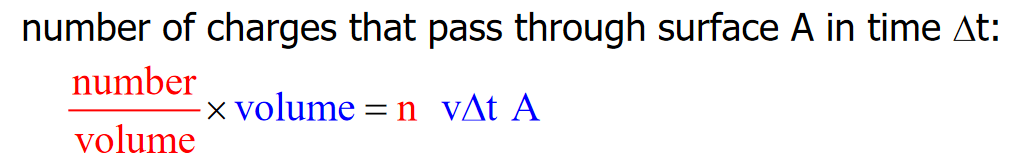 number of charges that pass through surface A in time Δt:
number
× volume = n vΔt A
volume